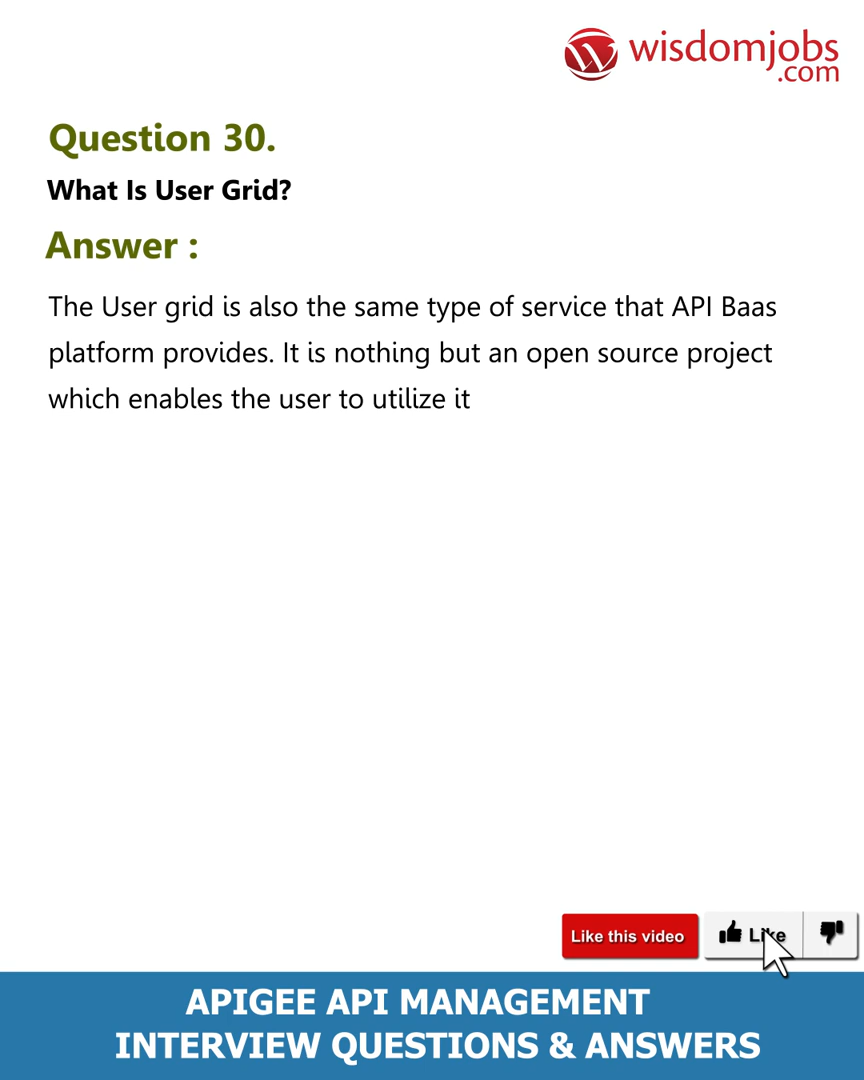 wisdomjobs
.com
Question 30.
What Is User Grid?
Answer :
The User grid is also the same type of service that API Baas
platform provides. It is nothing but an open source project
which enables the user to utilize it
Like this video
Like
APIGEE API MANAGEMENT
INTERVIEW QUESTIONS & ANSWERS